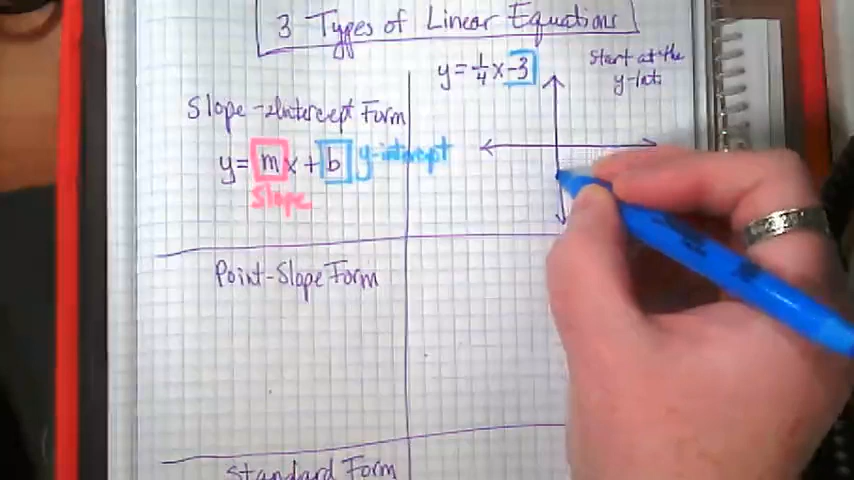 3 Types of Linear Equations
y = 1/4 x - 3
Start at the
y-int.
Slope-Intercept Form
y = mx + b y-intercept
Slope
Point-Slope Form
Standard Form